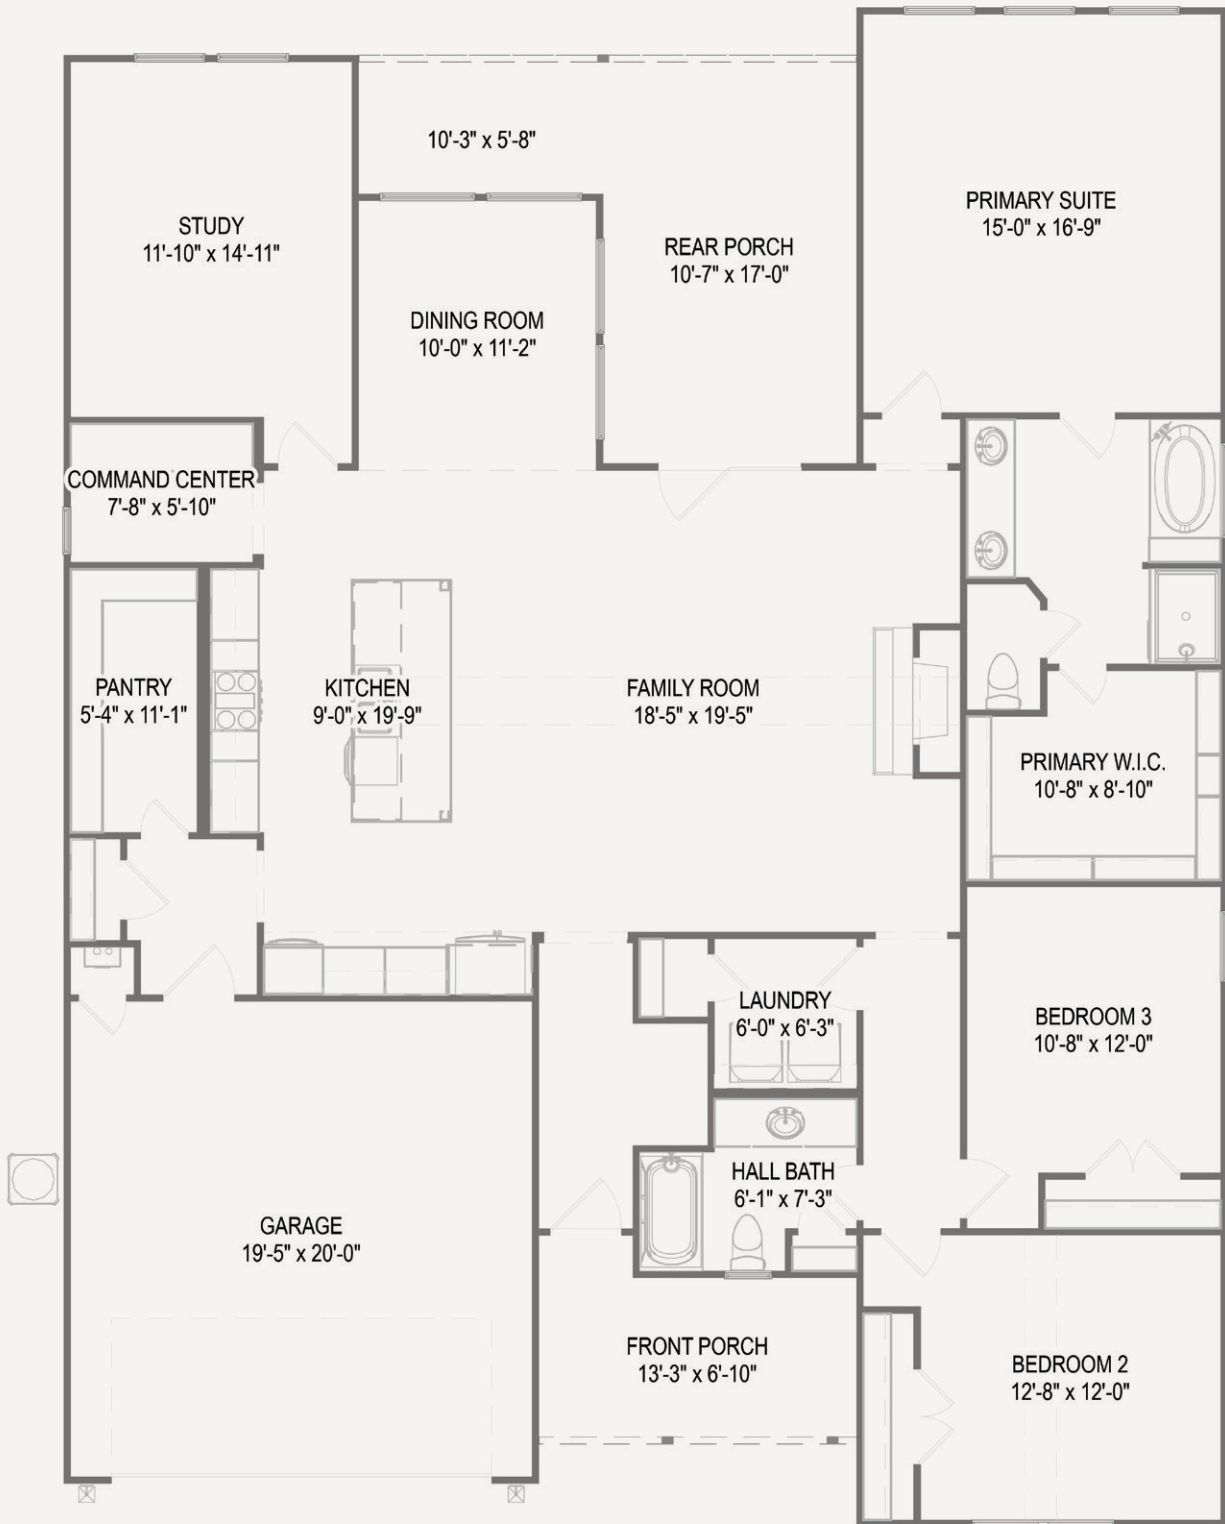 10'-3" x 5'-8"
STUDY
11'-10" x 14'-11"
PRIMARY SUITE
15'-0" x 16'-9"
REAR PORCH
10'-7" x 17'-0"
DINING ROOM
10'-0" x 11'-2"
COMMAND CENTER
7'-8" x 5'-10"
PANTRY
5'-4" x 11'-1"
KITCHEN
9'-0" x 19'-9"
FAMILY ROOM
18'-5" x 19'-5"
PRIMARY W.I.C.
10'-8" x 8'-10"
LAUNDRY
6'-0" x 6'-3"
BEDROOM 3
10'-8" x 12'-0"
HALL BATH
6'-1" x 7'-3"
GARAGE
19'-5" x 20'-0"
FRONT PORCH
13'-3" x 6'-10"
BEDROOM 2
12'-8" x 12'-0"